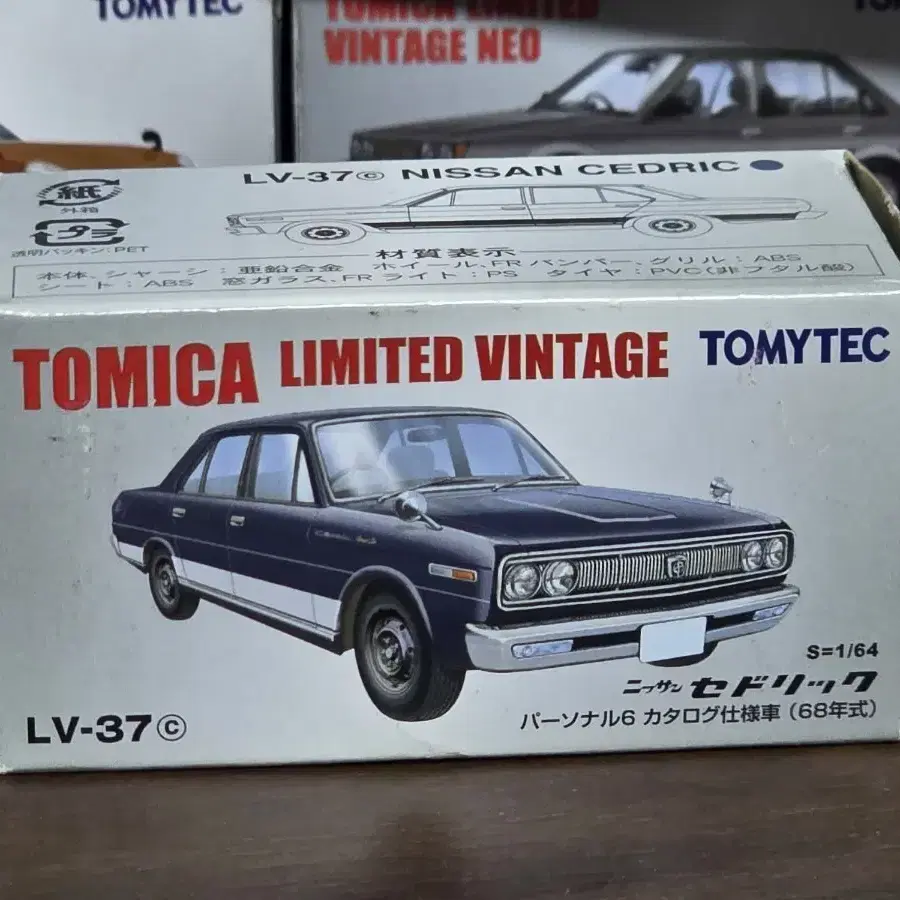 TOMYTEC
TOMICA LIMITED
VINTAGE NEO
LV-37ⓒ NISSAN CEDRIC
紙
外箱
プラ
透明パッキン:PET
材質表示
本体、シャーシ:亜鉛合金 ホイール、FRバンパー、グリル:ABS
シート:ABS 窓ガラス、FRライト:PS タイヤ:PVC(非フタル酸)
TOMICA LIMITED VINTAGE TOMYTEC
S=1/64
ニッサン セドリック
パーソナル6 カタログ仕様車(68年式)
LV-37ⓒ